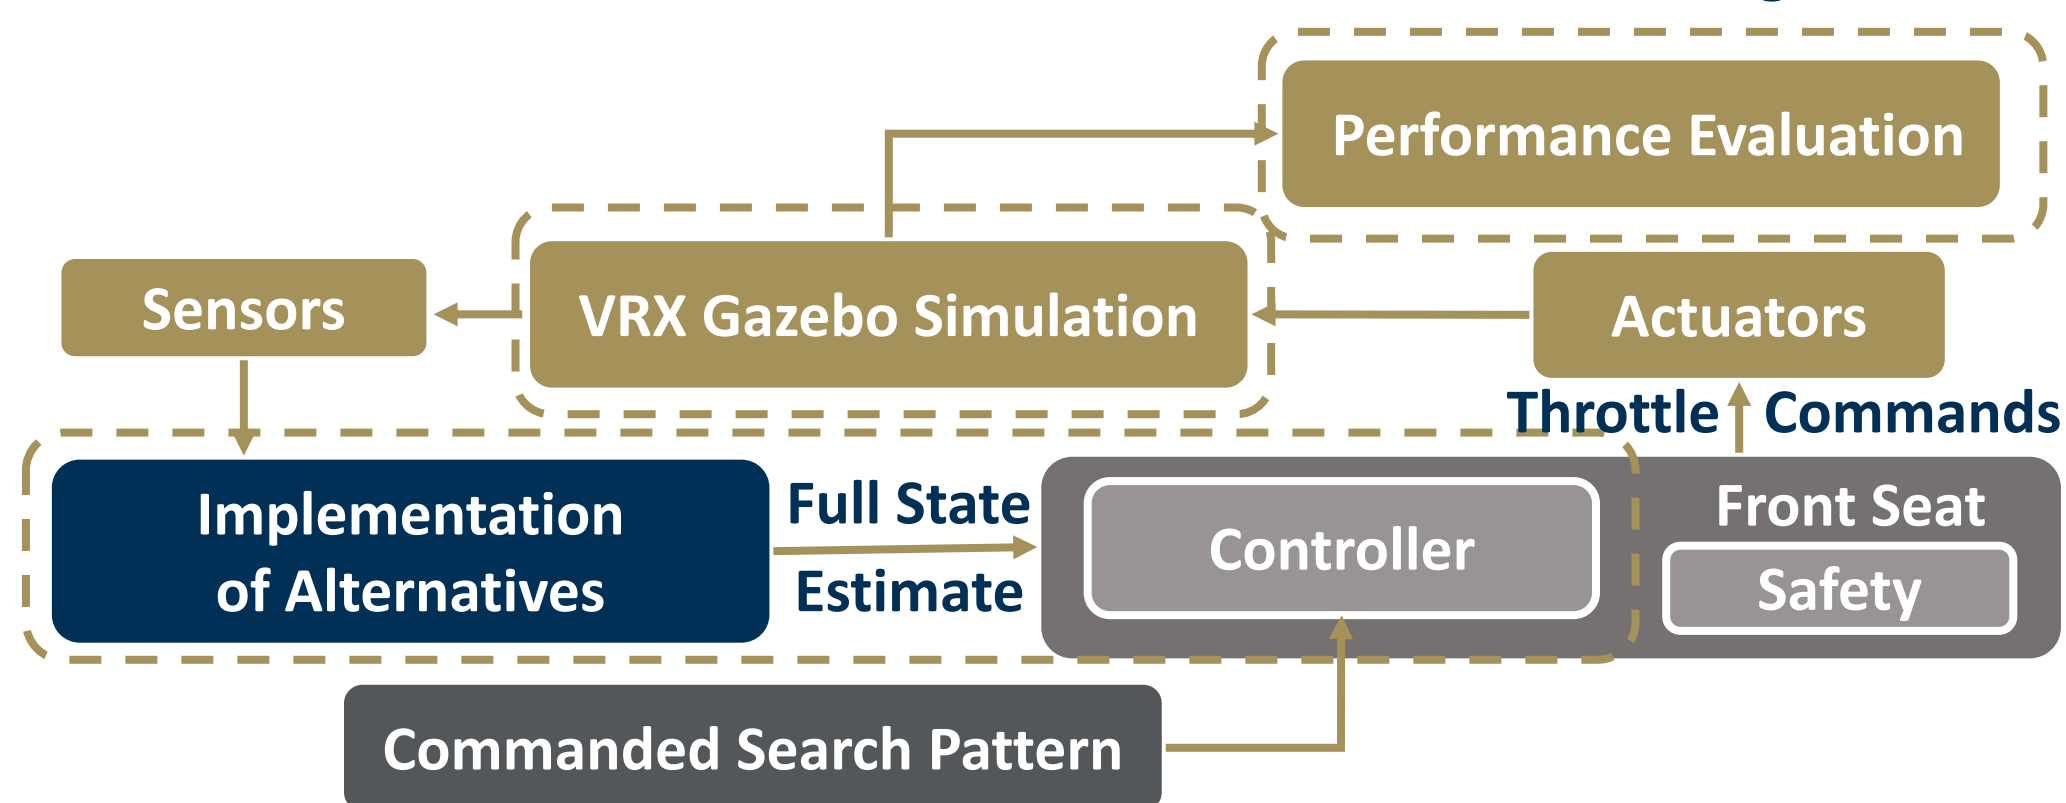 Performance Evaluation
Sensors
VRX Gazebo Simulation
Actuators
Throttle Commands
Implementation
of Alternatives
Full State
Estimate
Controller
Front Seat
Safety
Commanded Search Pattern